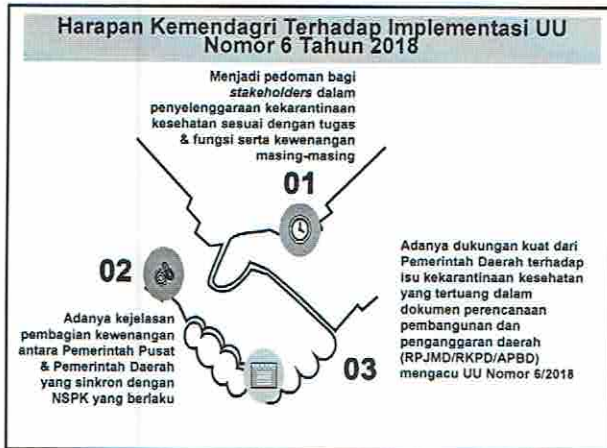 Harapan Kemendagri Terhadap Implementasi UU
Nomor 6 Tahun 2018
Menjadi pedoman bagi
stakeholders dalam
penyelenggaraan kekarantinaan
kesehatan sesuai dengan tugas
& fungsi serta kewenangan
masing-masing
01
02
Adanya kejelasan
pembagian kewenangan
antara Pemerintah Pusat
& Pemerintah Daerah
yang sinkron dengan
NSPK yang berlaku
Adanya dukungan kuat dari
Pemerintah Daerah terhadap
isu kekarantinaan kesehatan
yang tertuang dalam
dokumen perencanaan
pembangunan dan
penganggaran daerah
(RPJMD/RKPD/APBD)
mengacu UU Nomor 6/2018
03